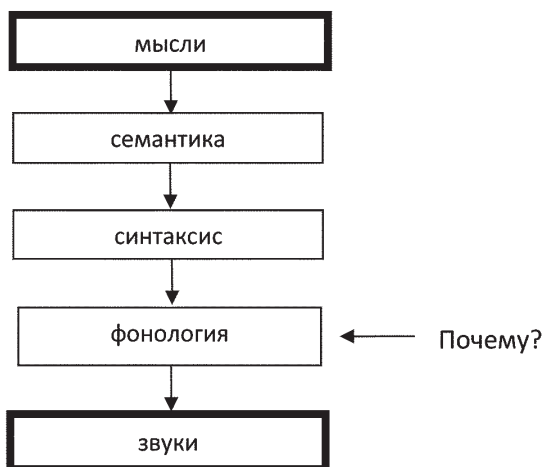 мысли
семантика
синтаксис
фонология
Почему?
звуки